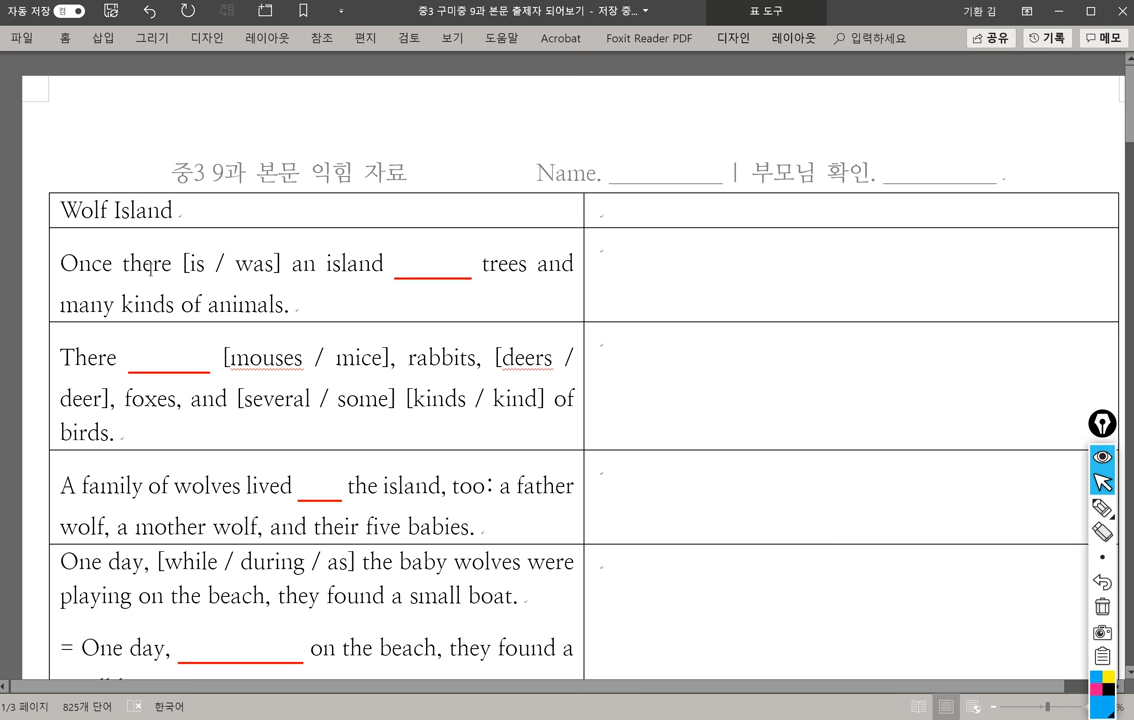 자동 저장 켬 중3 구미중 9과 본문 출제자 되어보기 - 저장 중... 표 도구 기환 김
파일 홈 삽입 그리기 디자인 레이아웃 참조 편지 검토 보기 도움말 Acrobat Foxit Reader PDF 디자인 레이아웃 입력하세요 공유 기록 메모
중3 9과 본문 익힘 자료 Name. __________ | 부모님 확인. __________
Wolf Island
Once there [is / was] an island _______ trees and
many kinds of animals.
There _______ [mouses / mice], rabbits, [deers /
deer], foxes, and [several / some] [kinds / kind] of
birds.
A family of wolves lived ____ the island, too: a father
wolf, a mother wolf, and their five babies.
One day, [while / during / as] the baby wolves were
playing on the beach, they found a small boat.
= One day, ___________ on the beach, they found a
1/3 페이지 825개 단어 한국어 %